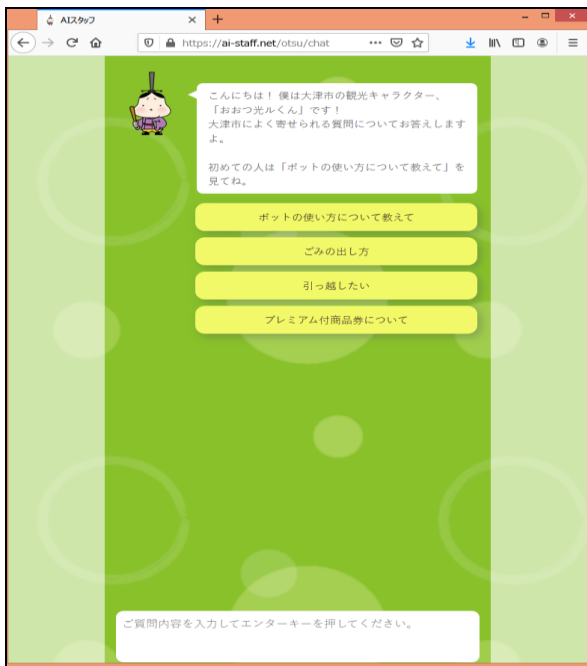 AIスタッフ
https://ai-staff.net/otsu/chat
こんにちは！ 僕は大津市の観光キャラクター、
「おおつ光ルくん」です！
大津市によく寄せられる質問についてお答えします
よ。
初めての人は「ボットの使い方について教えて」を
見てね。
ボットの使い方について教えて
ごみの出し方
引っ越したい
プレミアム付商品券について
ご質問内容を入力してエンターキーを押してください。